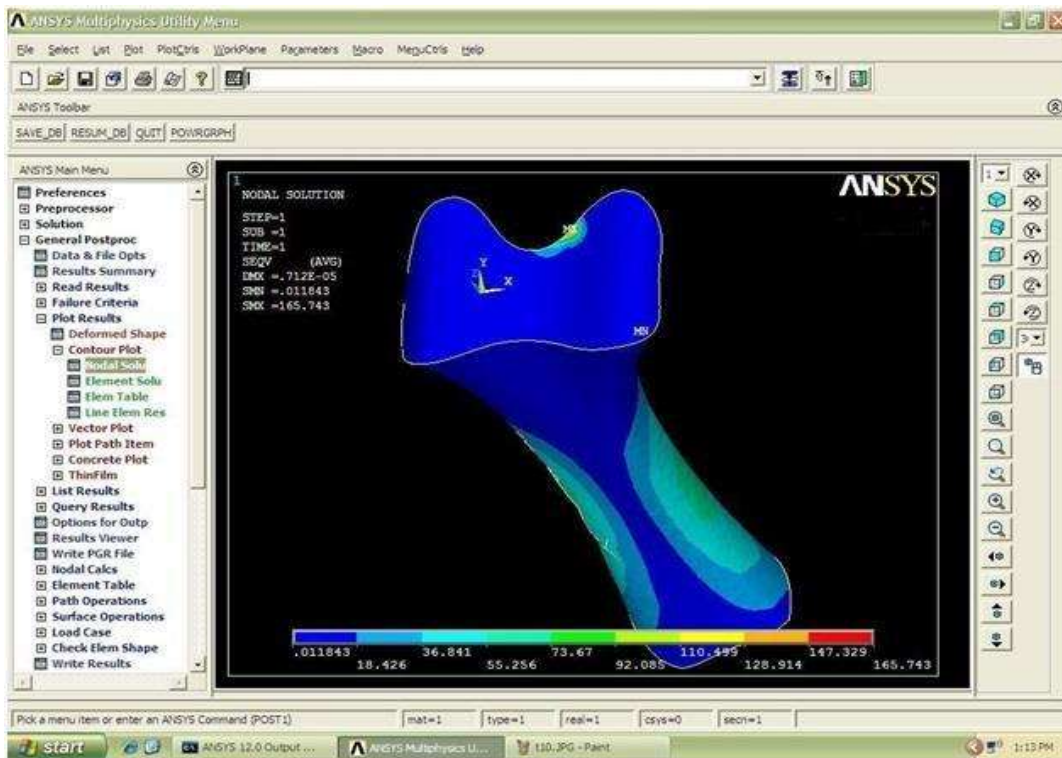 ANSYS Multiphysics Utility Menu
File Select List Plot PlotCtrls WorkPlane Parameters Macro MenuCtrls Help
ANSYS Toolbar
SAVE_DB RESUM_DB QUIT POWRGRPH
ANSYS Main Menu
Preferences
Preprocessor
Solution
General Postproc
Data & File Opts
Results Summary
Read Results
Failure Criteria
Plot Results
Deformed Shape
Contour Plot
Nodal Solu
Element Solu
Elem Table
Line Elem Res
Vector Plot
Plot Path Item
Concrete Plot
ThinFilm
List Results
Query Results
Options for Outp
Results Viewer
Write PGR File
Nodal Calcs
Element Table
Path Operations
Surface Operations
Load Case
Check Elem Shape
Write Results
1
NODAL SOLUTION
STEP=1
SUB =1
TIME=1
SEQV (AVG)
DMX =.712E-05
SMN =.011843
SMX =165.743
ANSYS
MX
Y
Z X
MN
.011843 36.841 73.67 110.499 147.329
18.426 55.256 92.085 128.914 165.743
1
3
Pick a menu item or enter an ANSYS Command (POST1)
mat=1 type=1 real=1 csys=0 secn=1
start ANSYS 12.0 Output ... ANSYS Multiphysics U... t10.JPG - Paint 1:13 PM